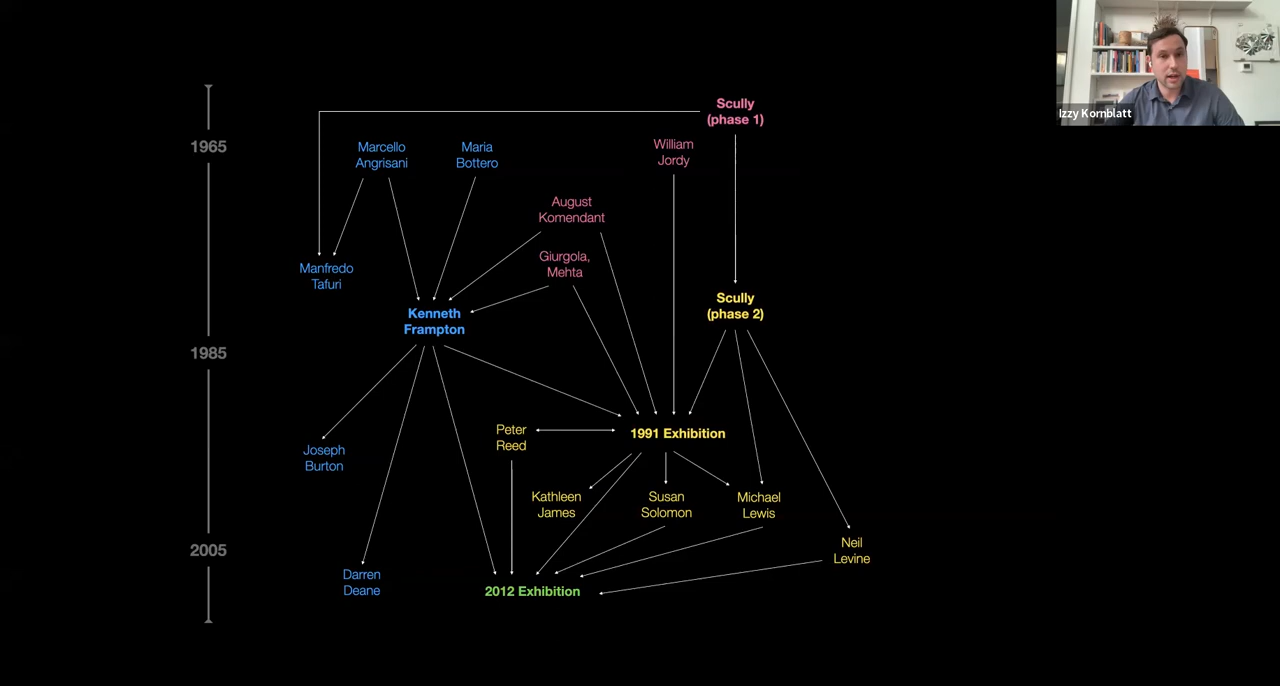 Scully
(phase 1)
Izzy Kornblatt
1965
Marcello
Angrisani
Maria
Bottero
William
Jordy
August
Komendant
Giurgola,
Mehta
Manfredo
Tafuri
Scully
(phase 2)
Kenneth
Frampton
1985
Peter
Reed
1991 Exhibition
Joseph
Burton
Kathleen
James
Susan
Solomon
Michael
Lewis
2005
Neil
Levine
Darren
Deane
2012 Exhibition